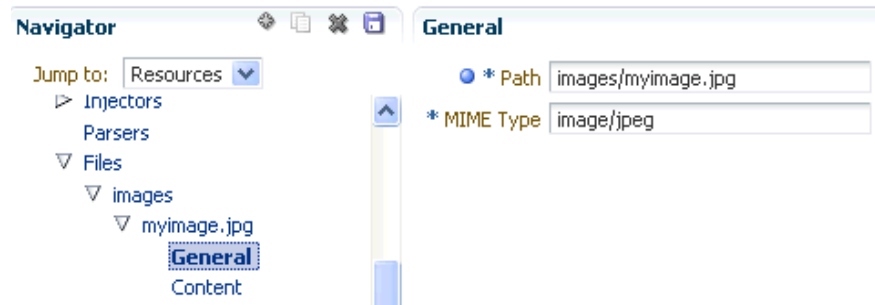 Navigator
Jump to: Resources
Injectors
Parsers
Files
images
myimage.jpg
General
Content
General
* Path images/myimage.jpg
* MIME Type image/jpeg